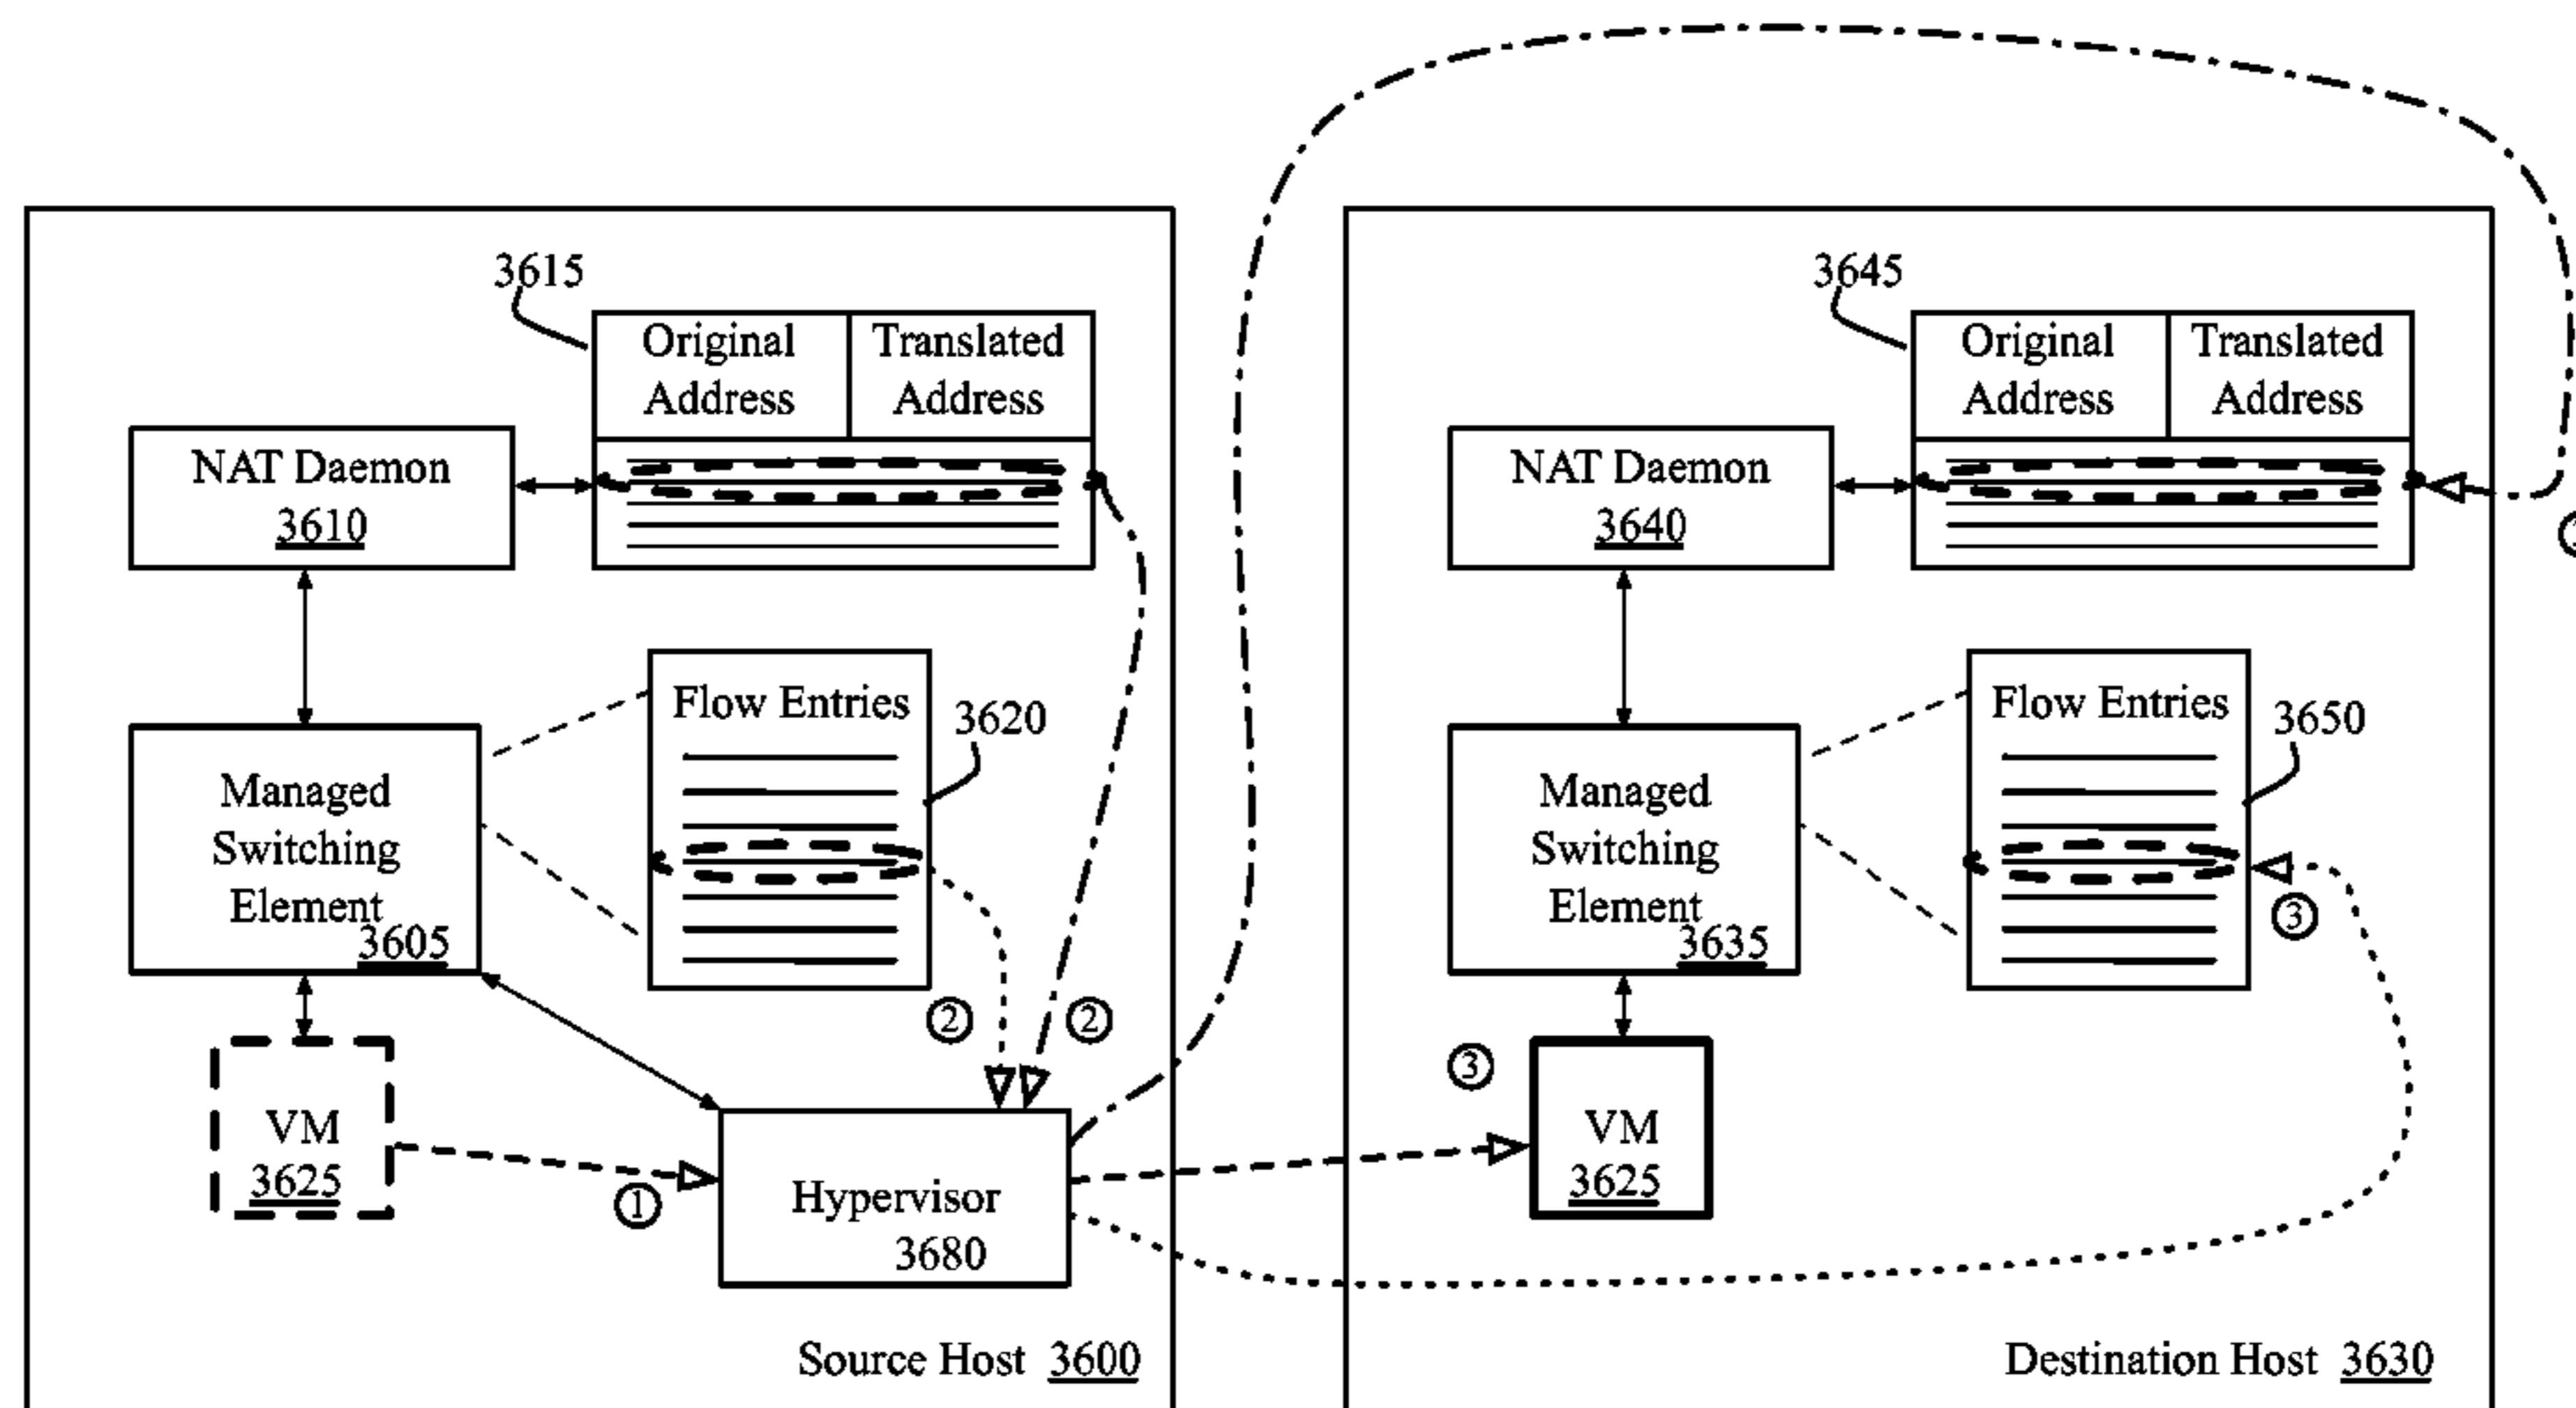 3615
Original
Address
Translated
Address
NAT Daemon
3610
Flow Entries
3620
Managed
Switching
Element
3605
②
②
VM
3625
①
Hypervisor
3680
Source Host 3600
3645
Original
Address
Translated
Address
NAT Daemon
3640
Flow Entries
3650
Managed
Switching
Element
3635
③
③
VM
3625
Destination Host 3630